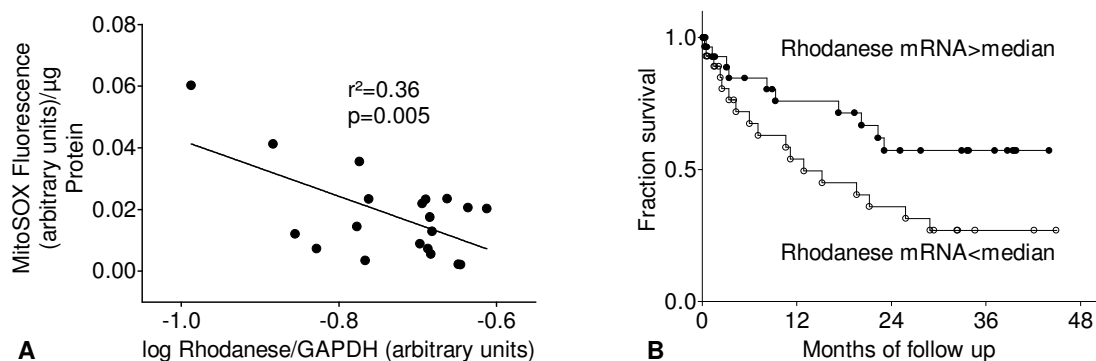 0.08
0.06
0.04
0.02
0.00
MitoSOX Fluorescence
(arbitrary units)/µg
Protein
r²=0.36
p=0.005
-1.0 -0.8 -0.6
log Rhodanese/GAPDH (arbitrary units)
A
1.0
0.5
0.0
Fraction survival
Rhodanese mRNA>median
Rhodanese mRNA<median
0 12 24 36 48
Months of follow up
B